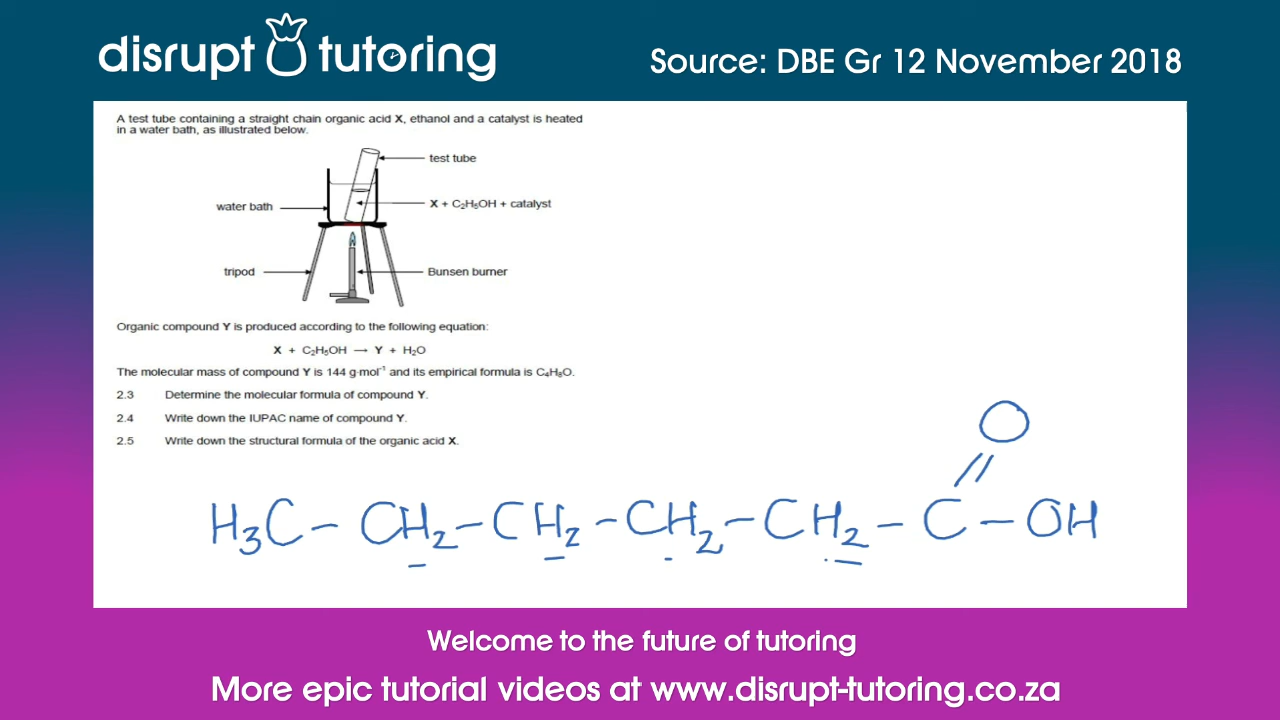 disrupt tutoring
Source: DBE Gr 12 November 2018
A test tube containing a straight chain organic acid X, ethanol and a catalyst is heated
in a water bath, as illustrated below.
test tube
water bath
X + C₂H₅OH + catalyst
tripod
Bunsen burner
Organic compound Y is produced according to the following equation:
X + C₂H₅OH → Y + H₂O
The molecular mass of compound Y is 144 g·mol⁻¹ and its empirical formula is C₄H₈O.
2.3 Determine the molecular formula of compound Y.
2.4 Write down the IUPAC name of compound Y.
2.5 Write down the structural formula of the organic acid X.
O
H₃C - CH₂ - CH₂ - CH₂ - CH₂ - C - OH
Welcome to the future of tutoring
More epic tutorial videos at www.disrupt-tutoring.co.za